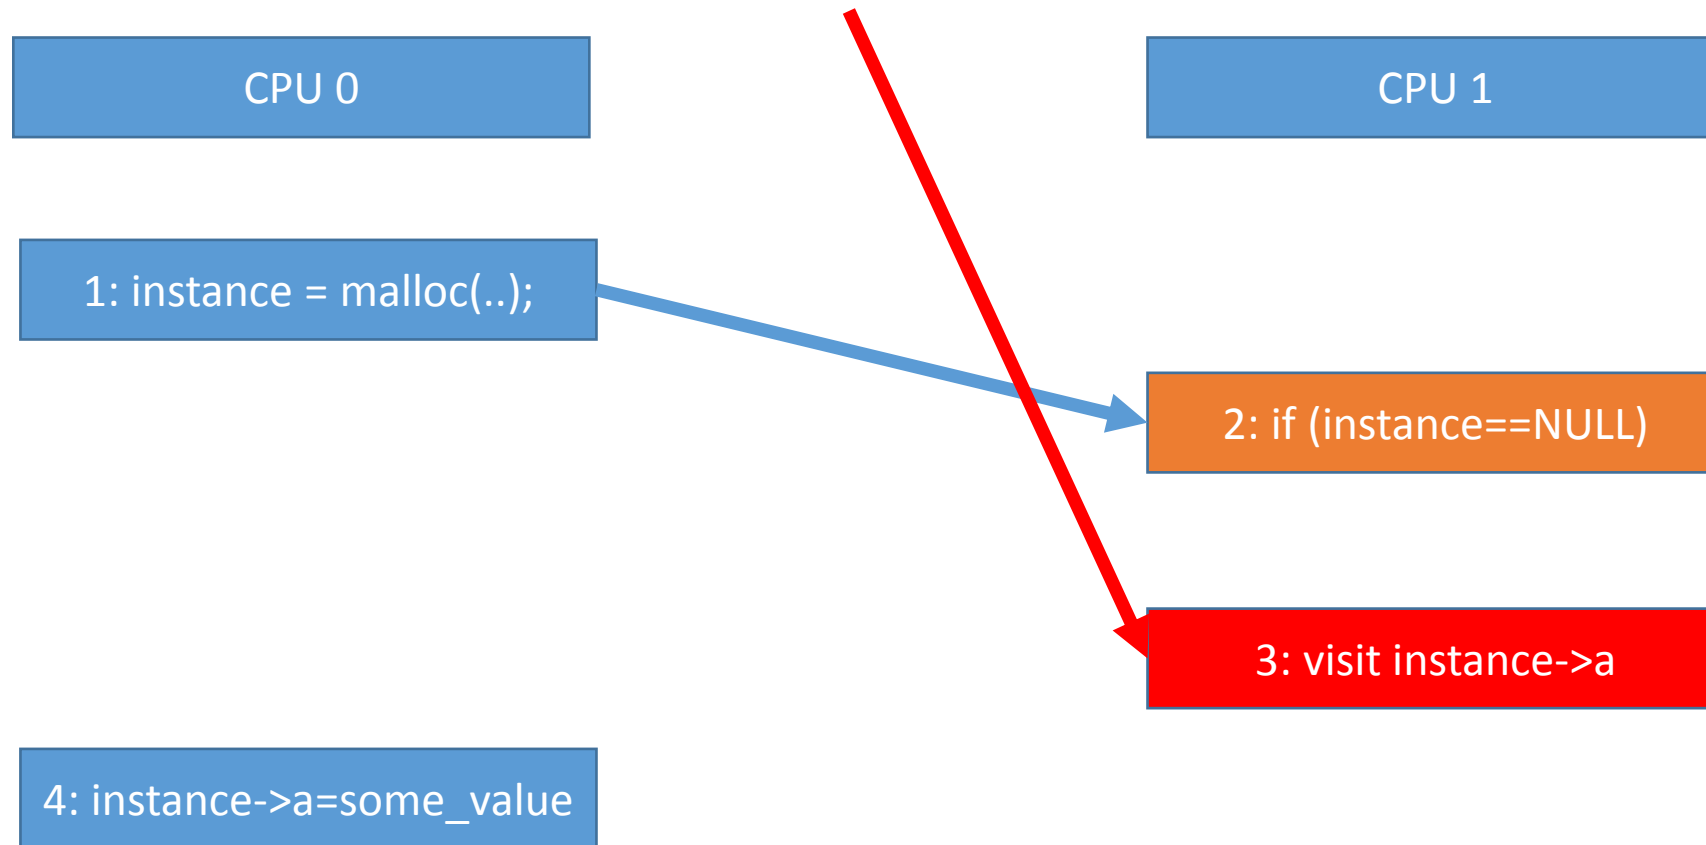 CPU 0
CPU 1
1: instance = malloc(..);
2: if (instance==NULL)
3: visit instance->a
4: instance->a=some_value